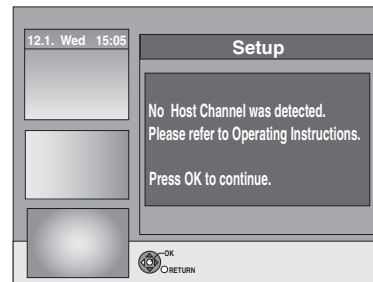 12.1. Wed 15:05
Setup
No Host Channel was detected.
Please refer to Operating Instructions.
Press OK to continue.
OK
RETURN